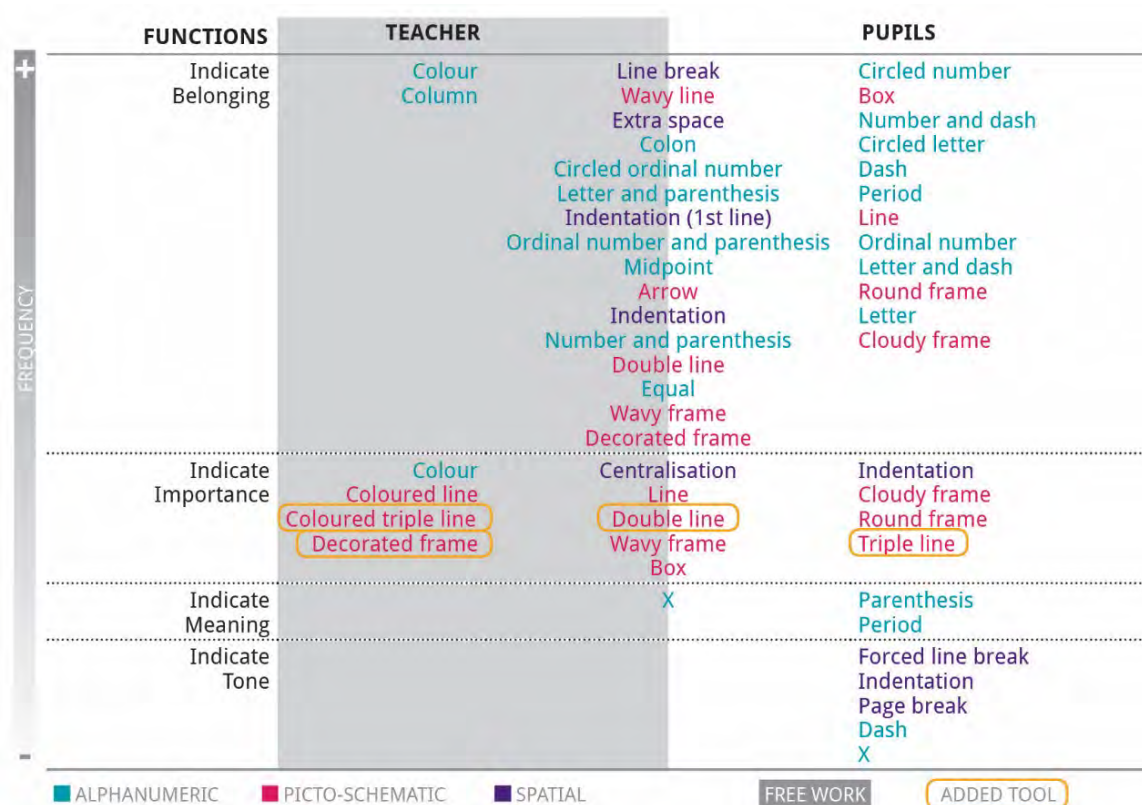 FUNCTIONS TEACHER PUPILS
FREQUENCY
+
Indicate Colour Line break Circled number
Belonging Column Wavy line Box
Extra space Number and dash
Colon Circled letter
Circled ordinal number Dash
Letter and parenthesis Period
Indentation (1st line) Line
Ordinal number and parenthesis Ordinal number
Midpoint Letter and dash
Arrow Round frame
Indentation Letter
Number and parenthesis Cloudy frame
Double line
Equal
Wavy frame
Decorated frame
Indicate Colour Centralisation Indentation
Importance Coloured line Line Cloudy frame
Coloured triple line Double line Round frame
Decorated frame Wavy frame Triple line
Box
Indicate X Parenthesis
Meaning Period
Indicate Forced line break
Tone Indentation
Page break
Dash
- X
ALPHANUMERIC PICTO-SCHEMATIC SPATIAL FREE WORK ADDED TOOL